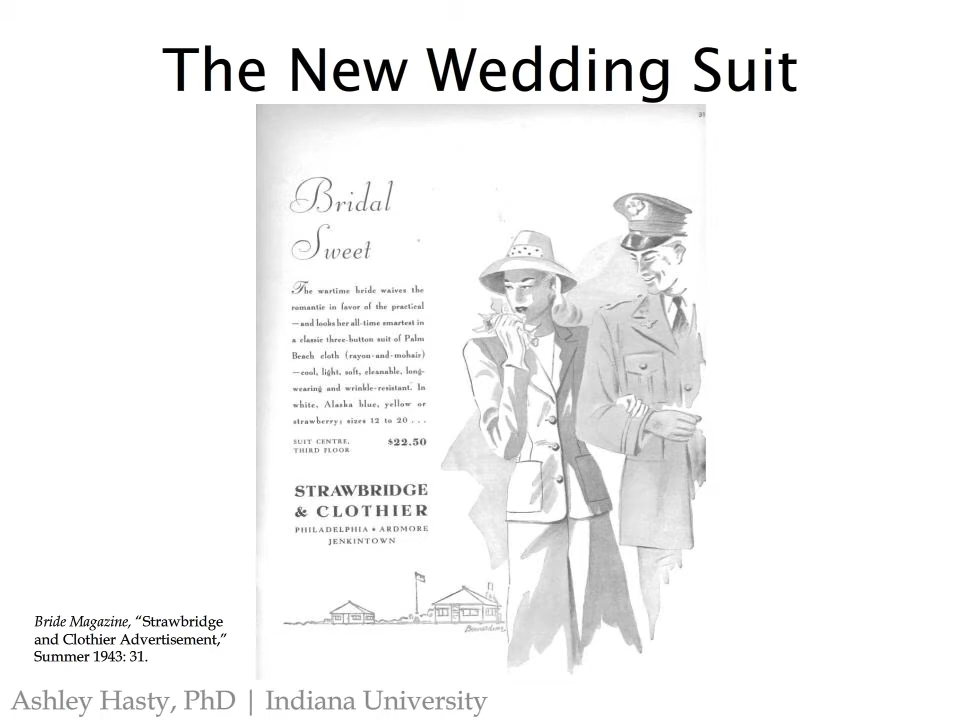 The New Wedding Suit
31
Bridal
Sweet
The wartime bride waives the
romantic in favor of the practical
—and looks her all-time smartest in
a classic three-button suit of Palm
Beach cloth (rayon-and-mohair)
—cool, light, soft, cleanable, long-
wearing and wrinkle-resistant. In
white, Alaska blue, yellow or
strawberry; sizes 12 to 20 . . .
SUIT CENTRE,
THIRD FLOOR
$22.50
STRAWBRIDGE
& CLOTHIER
PHILADELPHIA • ARDMORE
JENKINTOWN
Bride Magazine, “Strawbridge
and Clothier Advertisement,”
Summer 1943: 31.
Ashley Hasty, PhD | Indiana University